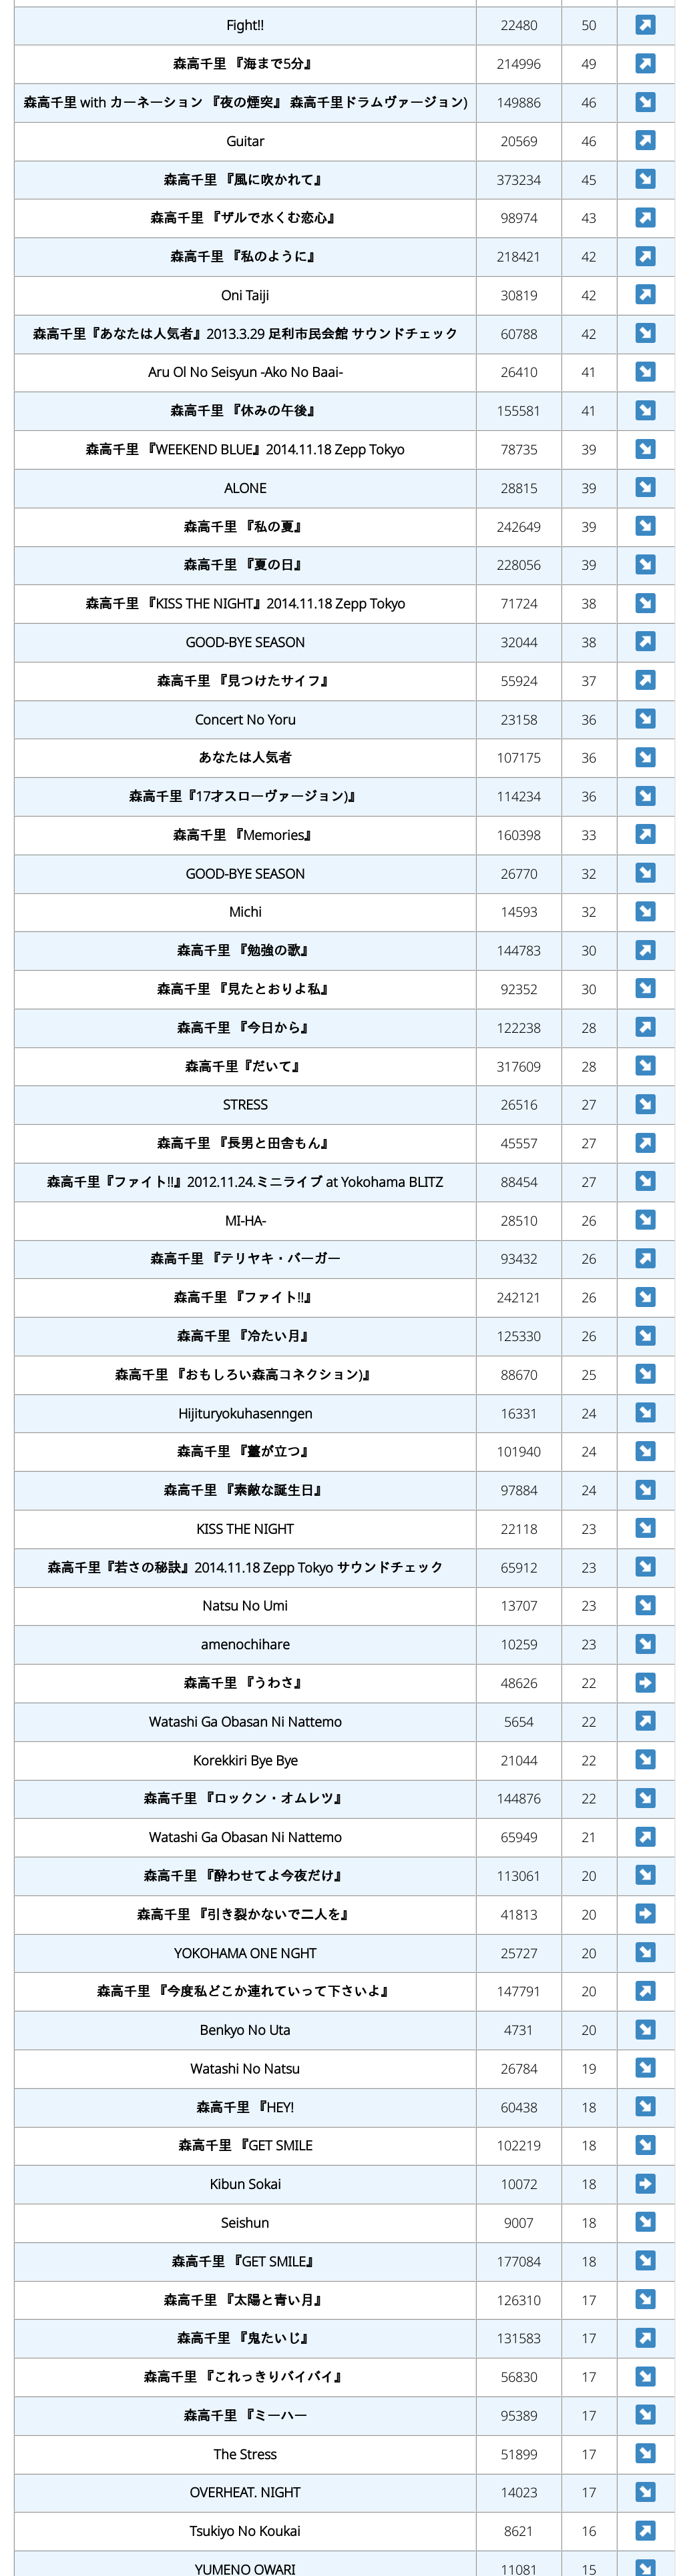 Fight!! 22480 50
森高千里 『海まで5分』 214996 49
森高千里 with カーネーション 『夜の煙突』 森高千里ドラムヴァージョン) 149886 46
Guitar 20569 46
森高千里 『風に吹かれて』 373234 45
森高千里 『ザルで水くむ恋心』 98974 43
森高千里 『私のように』 218421 42
Oni Taiji 30819 42
森高千里『あなたは人気者』2013.3.29 足利市民会館 サウンドチェック 60788 42
Aru Ol No Seisyun -Ako No Baai- 26410 41
森高千里 『休みの午後』 155581 41
森高千里 『WEEKEND BLUE』2014.11.18 Zepp Tokyo 78735 39
ALONE 28815 39
森高千里 『私の夏』 242649 39
森高千里 『夏の日』 228056 39
森高千里 『KISS THE NIGHT』2014.11.18 Zepp Tokyo 71724 38
GOOD-BYE SEASON 32044 38
森高千里 『見つけたサイフ』 55924 37
Concert No Yoru 23158 36
あなたは人気者 107175 36
森高千里『17才スローヴァージョン)』 114234 36
森高千里 『Memories』 160398 33
GOOD-BYE SEASON 26770 32
Michi 14593 32
森高千里 『勉強の歌』 144783 30
森高千里 『見たとおりよ私』 92352 30
森高千里 『今日から』 122238 28
森高千里『だいて』 317609 28
STRESS 26516 27
森高千里 『長男と田舎もん』 45557 27
森高千里『ファイト!!』2012.11.24.ミニライブ at Yokohama BLITZ 88454 27
MI-HA- 28510 26
森高千里 『テリヤキ・バーガー 93432 26
森高千里 『ファイト!!』 242121 26
森高千里 『冷たい月』 125330 26
森高千里 『おもしろい森高コネクション)』 88670 25
Hijituryokuhasenngen 16331 24
森高千里 『薹が立つ』 101940 24
森高千里 『素敵な誕生日』 97884 24
KISS THE NIGHT 22118 23
森高千里『若さの秘訣』2014.11.18 Zepp Tokyo サウンドチェック 65912 23
Natsu No Umi 13707 23
amenochihare 10259 23
森高千里 『うわさ』 48626 22
Watashi Ga Obasan Ni Nattemo 5654 22
Korekkiri Bye Bye 21044 22
森高千里 『ロックン・オムレツ』 144876 22
Watashi Ga Obasan Ni Nattemo 65949 21
森高千里 『酔わせてよ今夜だけ』 113061 20
森高千里 『引き裂かないで二人を』 41813 20
YOKOHAMA ONE NGHT 25727 20
森高千里 『今度私どこか連れていって下さいよ』 147791 20
Benkyo No Uta 4731 20
Watashi No Natsu 26784 19
森高千里 『HEY! 60438 18
森高千里 『GET SMILE 102219 18
Kibun Sokai 10072 18
Seishun 9007 18
森高千里 『GET SMILE』 177084 18
森高千里 『太陽と青い月』 126310 17
森高千里 『鬼たいじ』 131583 17
森高千里 『これっきりバイバイ』 56830 17
森高千里 『ミーハー 95389 17
The Stress 51899 17
OVERHEAT. NIGHT 14023 17
Tsukiyo No Koukai 8621 16
YUMENO OWARI 11081 15